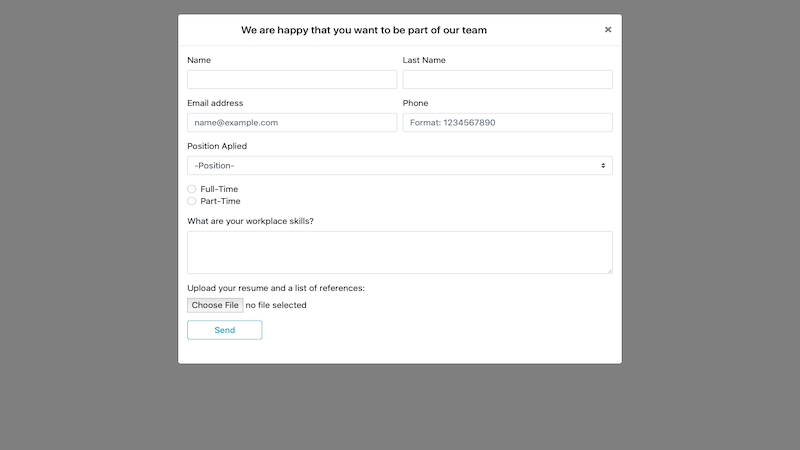 We are happy that you want to be part of our team ×
Name Last Name
Email address Phone
name@example.com Format: 1234567890
Position Aplied
-Position-
Full-Time
Part-Time
What are your workplace skills?
Upload your resume and a list of references:
Choose File no file selected
Send